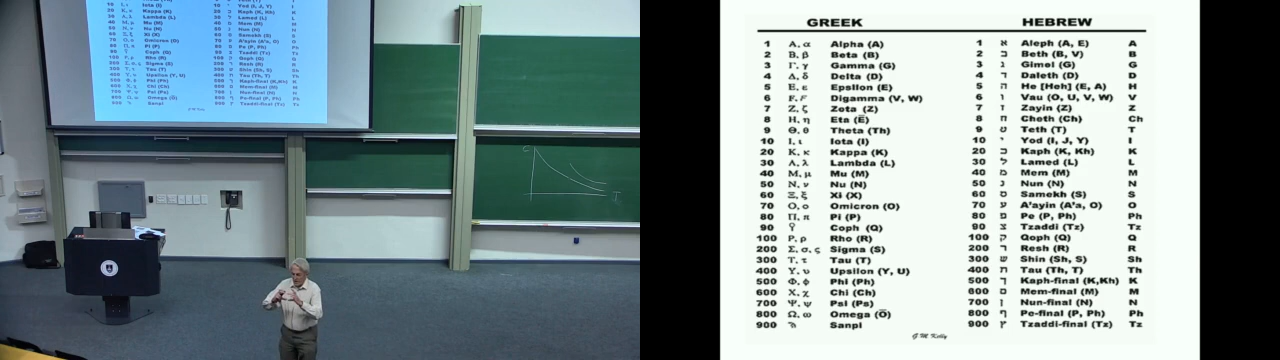 GREEK HEBREW
1 Α, α Alpha (A) 1 א Aleph (A, E) A
2 Β, β Beta (B) 2 ב Beth (B, V) B
3 Γ, γ Gamma (G) 3 ג Gimel (G) G
4 Δ, δ Delta (D) 4 ד Daleth (D) D
5 Ε, ε Epsilon (E) 5 ה He [Heh] (E, A) H
6 F, F Digamma (V, W) 6 ו Vau (O, U, V, W) V
7 Ζ, ζ Zeta (Z) 7 ז Zayin (Z) Z
8 Η, η Eta (Ē) 8 ח Cheth (Ch) Ch
9 Θ, θ Theta (Th) 9 ט Teth (T) T
10 Ι, ι Iota (I) 10 י Yod (I, J, Y) I
20 Κ, κ Kappa (K) 20 כ Kaph (K, Kh) K
30 Λ, λ Lambda (L) 30 ל Lamed (L) L
40 Μ, μ Mu (M) 40 מ Mem (M) M
50 Ν, ν Nu (N) 50 נ Nun (N) N
60 Ξ, ξ Xi (X) 60 ס Samekh (S) S
70 Ο, ο Omicron (O) 70 ע A'ayin (A'a, O) O
80 Π, π Pi (P) 80 פ Pe (P, Ph) Ph
90 Ϙ Coph (Q) 90 צ Tzaddi (Tz) Tz
100 Ρ, ρ Rho (R) 100 ק Qoph (Q) Q
200 Σ, σ, ς Sigma (S) 200 ר Resh (R) R
300 Τ, τ Tau (T) 300 ש Shin (Sh, S) Sh
400 Υ, υ Upsilon (Y, U) 400 ת Tau (Th, T) Th
500 Φ, φ Phi (Ph) 500 ך Kaph-final (K,Kh) K
600 Χ, χ Chi (Ch) 600 ם Mem-final (M) M
700 Ψ, ψ Psi (Ps) 700 ן Nun-final (N) N
800 Ω, ω Omega (Ō) 800 ף Pe-final (P, Ph) Ph
900 ϡ Sanpi 900 ץ Tzaddi-final (Tz) Tz
G M Kelly